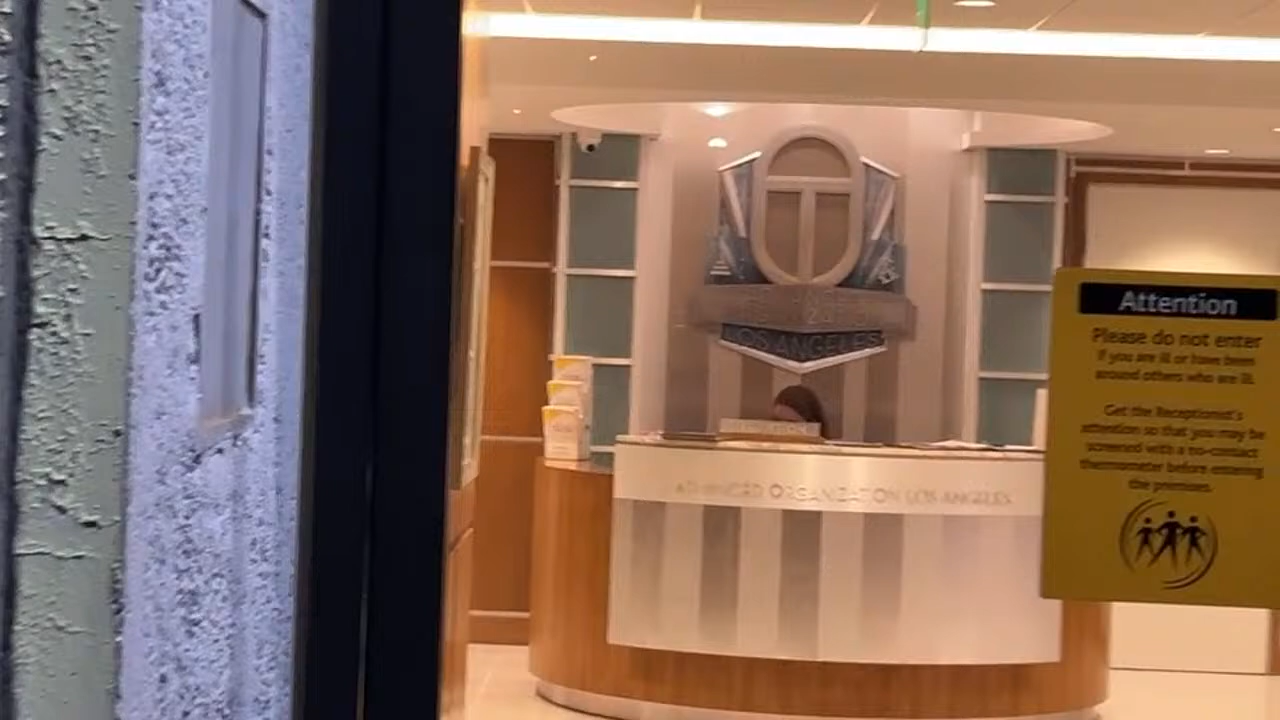 LOS ANGELES
ADVANCED ORGANIZATION LOS ANGELES
Attention
Please do not enter
if you are ill or have been
around others who are ill.
Get the Receptionist's
attention so that you may be
screened with a no-contact
thermometer before entering
the premises.